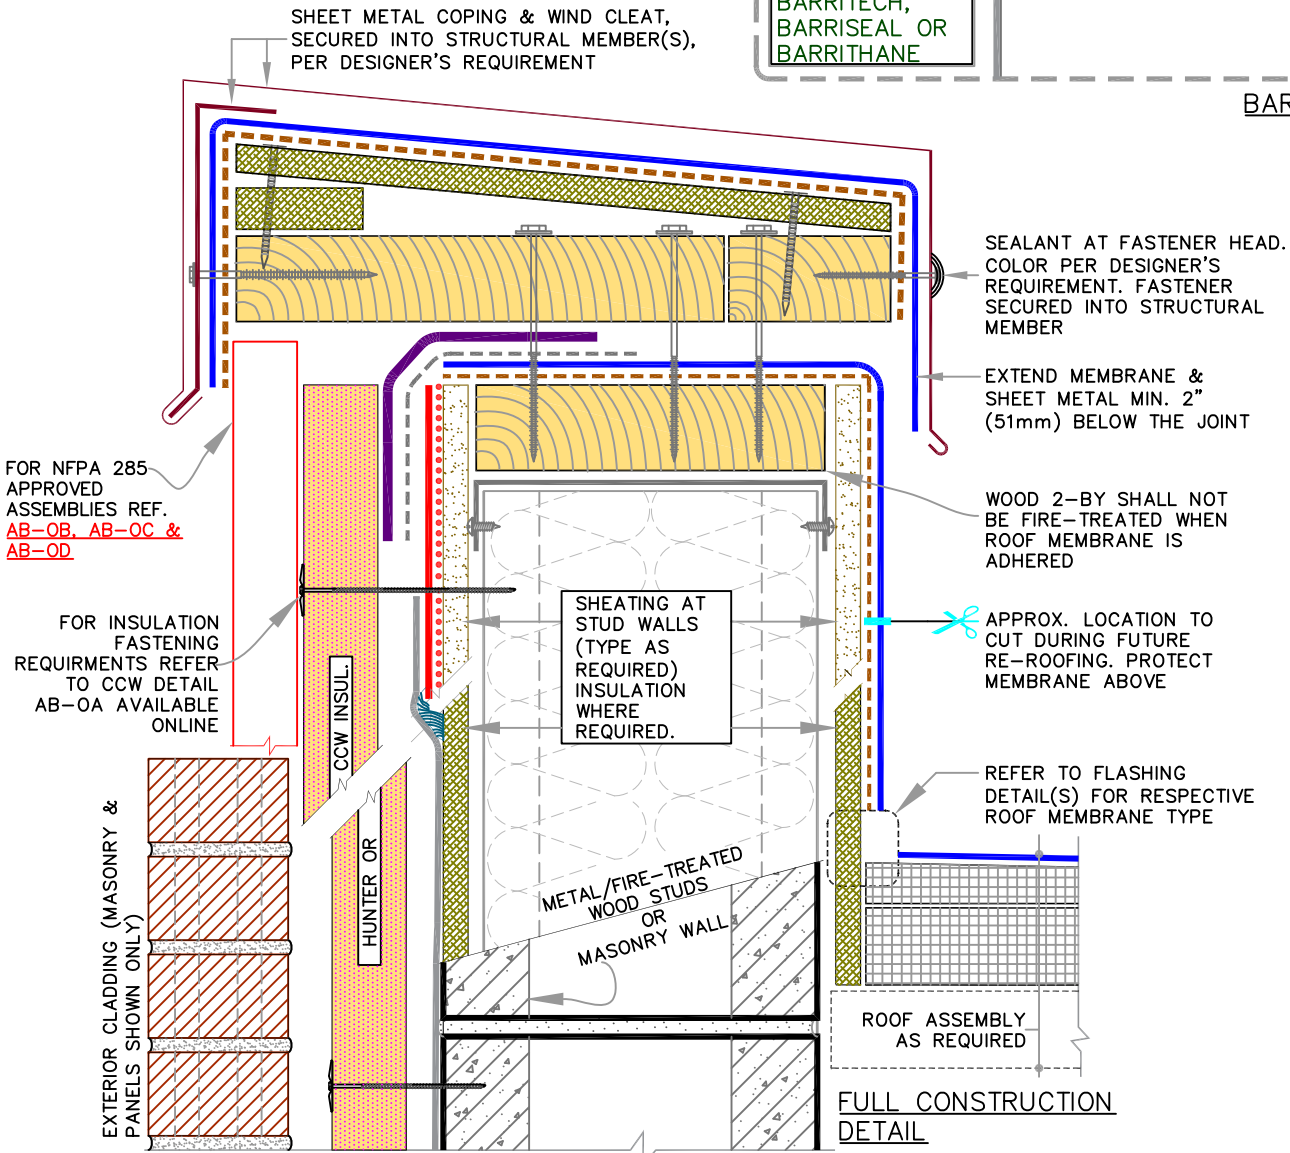 SHEET METAL COPING & WIND CLEAT,
SECURED INTO STRUCTURAL MEMBER(S),
PER DESIGNER'S REQUIREMENT
BARRITECH,
BARRISEAL OR
BARRITHANE
BAR
SEALANT AT FASTENER HEAD.
COLOR PER DESIGNER'S
REQUIREMENT. FASTENER
SECURED INTO STRUCTURAL
MEMBER
EXTEND MEMBRANE &
SHEET METAL MIN. 2"
(51mm) BELOW THE JOINT
FOR NFPA 285
APPROVED
ASSEMBLIES REF.
AB-0B, AB-0C &
AB-0D
WOOD 2-BY SHALL NOT
BE FIRE-TREATED WHEN
ROOF MEMBRANE IS
ADHERED
FOR INSULATION
FASTENING
REQUIRMENTS REFER
TO CCW DETAIL
AB-0A AVAILABLE
ONLINE
SHEATING AT
STUD WALLS
(TYPE AS
REQUIRED)
INSULATION
WHERE
REQUIRED.
APPROX. LOCATION TO
CUT DURING FUTURE
RE-ROOFING. PROTECT
MEMBRANE ABOVE
CCW INSUL.
HUNTER OR
REFER TO FLASHING
DETAIL(S) FOR RESPECTIVE
ROOF MEMBRANE TYPE
EXTERIOR CLADDING (MASONRY &
PANELS SHOWN ONLY)
METAL/FIRE-TREATED
WOOD STUDS
OR
MASONRY WALL
ROOF ASSEMBLY
AS REQUIRED
FULL CONSTRUCTION
DETAIL